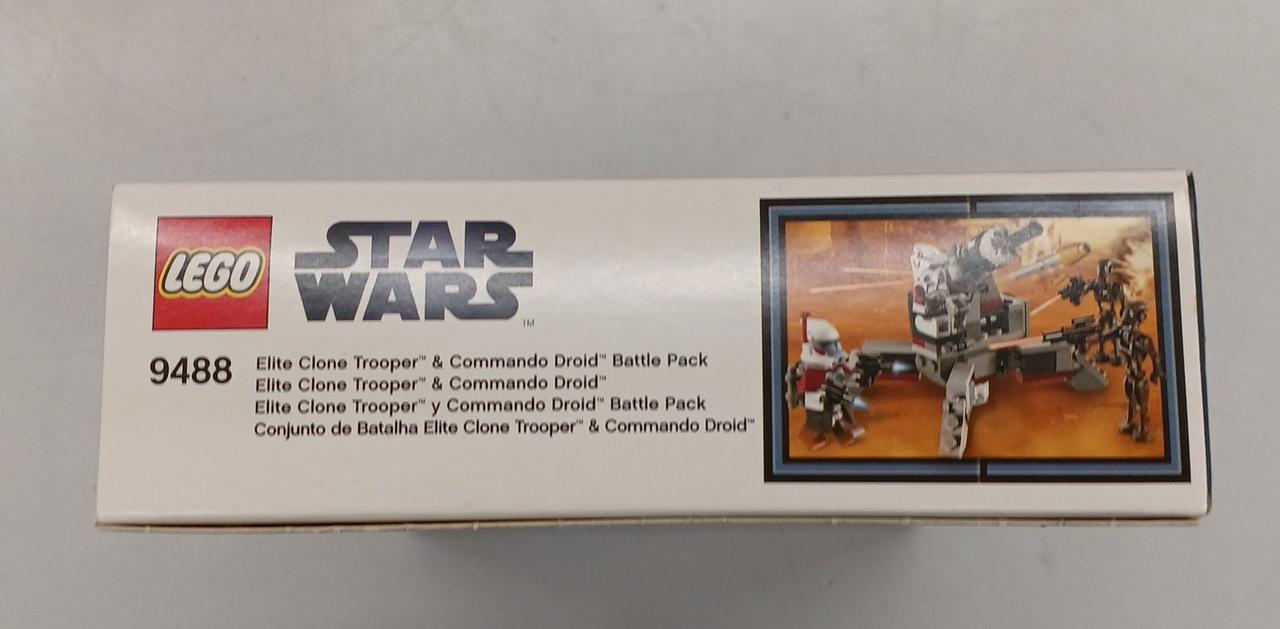 LEGO
STAR
WARS™
9488
Elite Clone Trooper™ & Commando Droid™ Battle Pack
Elite Clone Trooper™ & Commando Droid™
Elite Clone Trooper™ y Commando Droid™ Battle Pack
Conjunto de Batalha Elite Clone Trooper™ & Commando Droid™